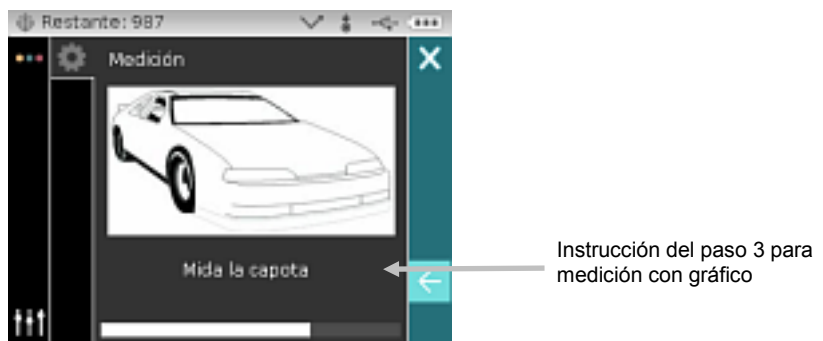 Restante: 987
Medición
Mida la capota
Instrucción del paso 3 para
medición con gráfico